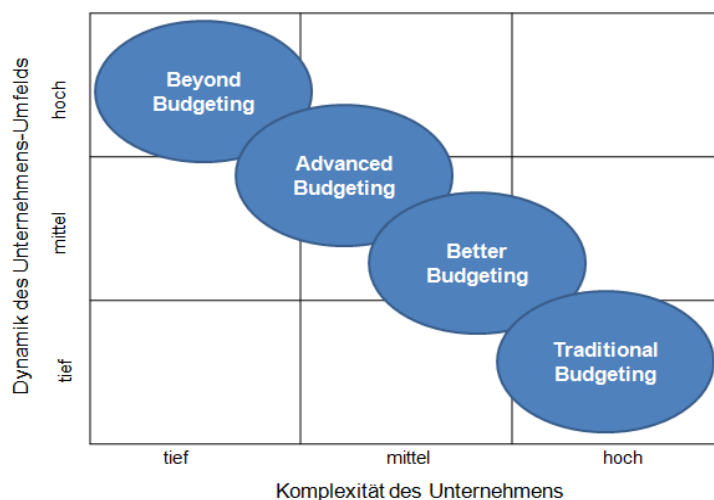 Dynamik des Unternehmens-Umfelds
hoch
mittel
tief
Beyond
Budgeting
Advanced
Budgeting
Better
Budgeting
Traditional
Budgeting
tief
mittel
hoch
Komplexität des Unternehmens